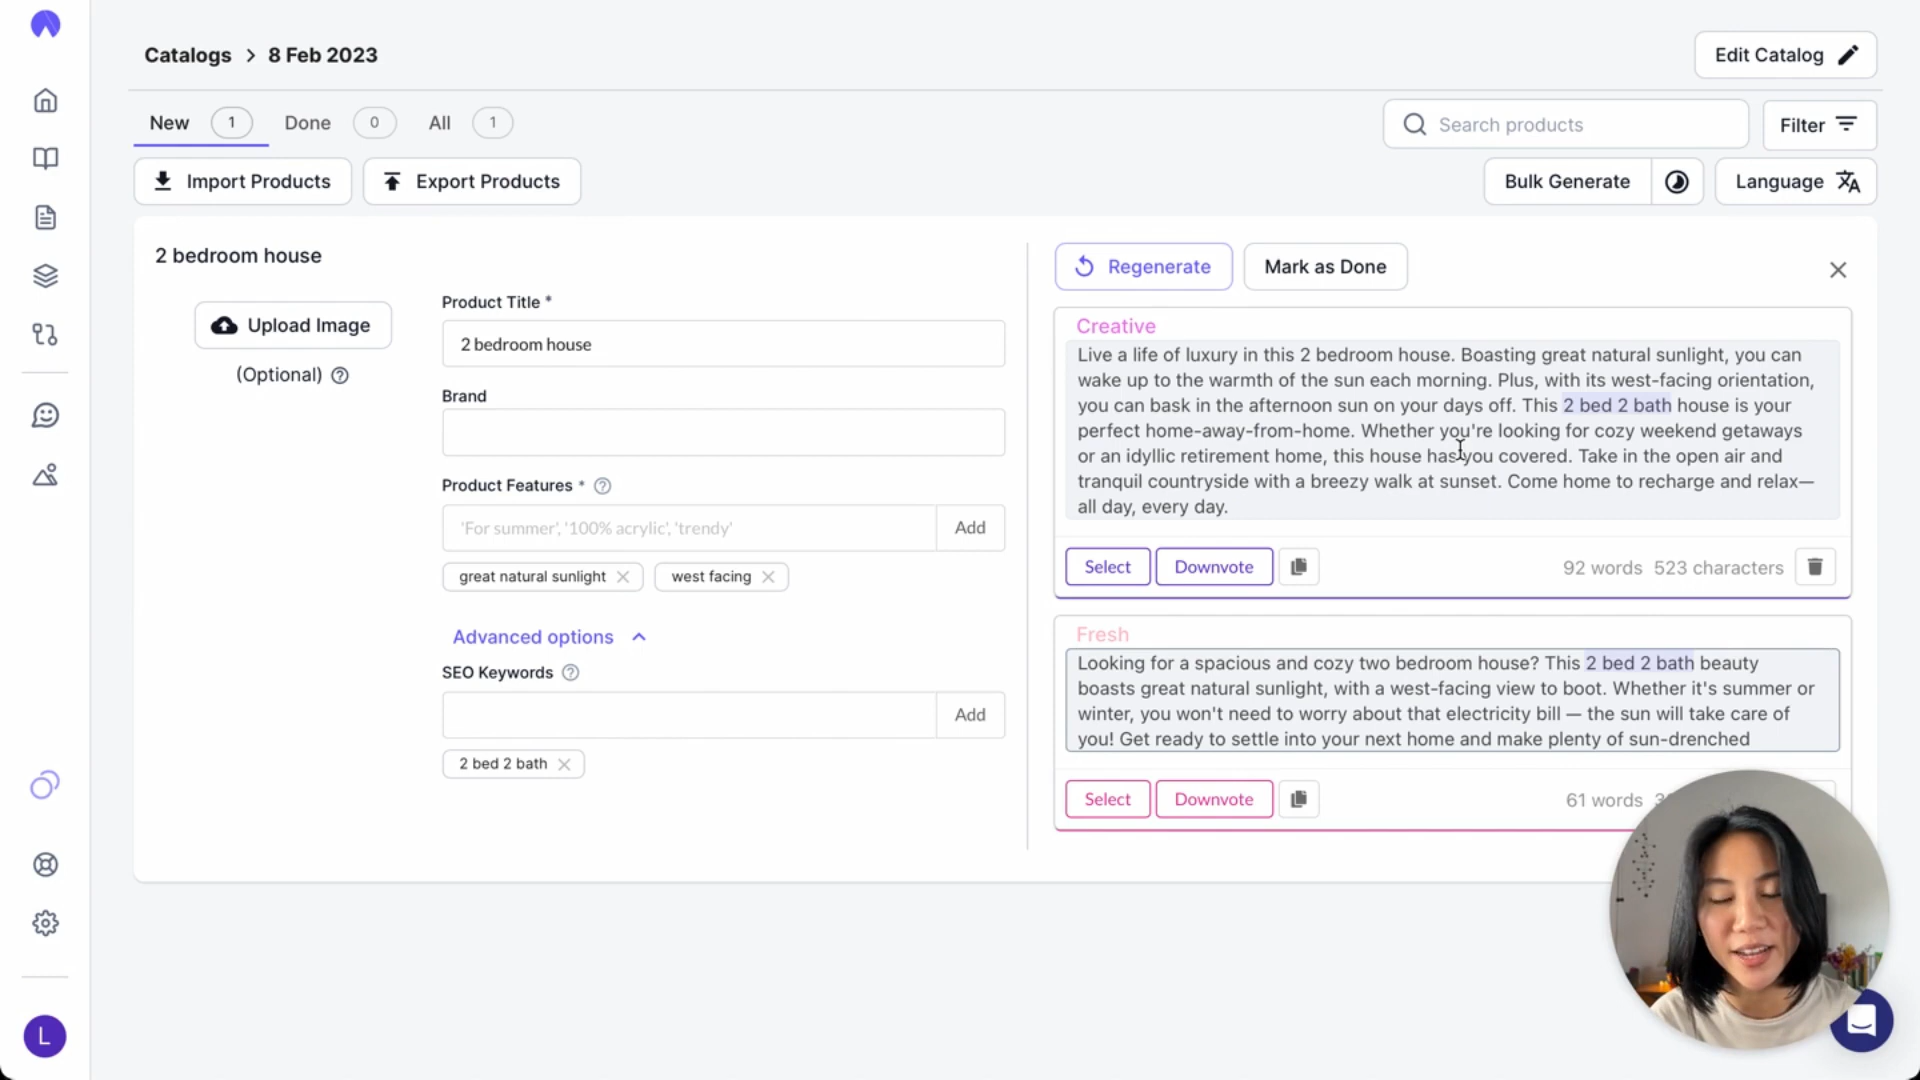 Catalogs > 8 Feb 2023
Edit Catalog
New 1 Done 0 All 1
Search products
Filter
Import Products
Export Products
Bulk Generate
Language
2 bedroom house
Upload Image
(Optional)
Product Title *
2 bedroom house
Brand
Product Features *
'For summer', '100% acrylic', 'trendy'
Add
great natural sunlight
west facing
Advanced options
SEO Keywords
Add
2 bed 2 bath
Regenerate
Mark as Done
Creative
Live a life of luxury in this 2 bedroom house. Boasting great natural sunlight, you can
wake up to the warmth of the sun each morning. Plus, with its west-facing orientation,
you can bask in the afternoon sun on your days off. This 2 bed 2 bath house is your
perfect home-away-from-home. Whether you're looking for cozy weekend getaways
or an idyllic retirement home, this house has you covered. Take in the open air and
tranquil countryside with a breezy walk at sunset. Come home to recharge and relax—
all day, every day.
Select
Downvote
92 words 523 characters
Fresh
Looking for a spacious and cozy two bedroom house? This 2 bed 2 bath beauty
boasts great natural sunlight, with a west-facing view to boot. Whether it's summer or
winter, you won't need to worry about that electricity bill — the sun will take care of
you! Get ready to settle into your next home and make plenty of sun-drenched
Select
Downvote
61 words
L